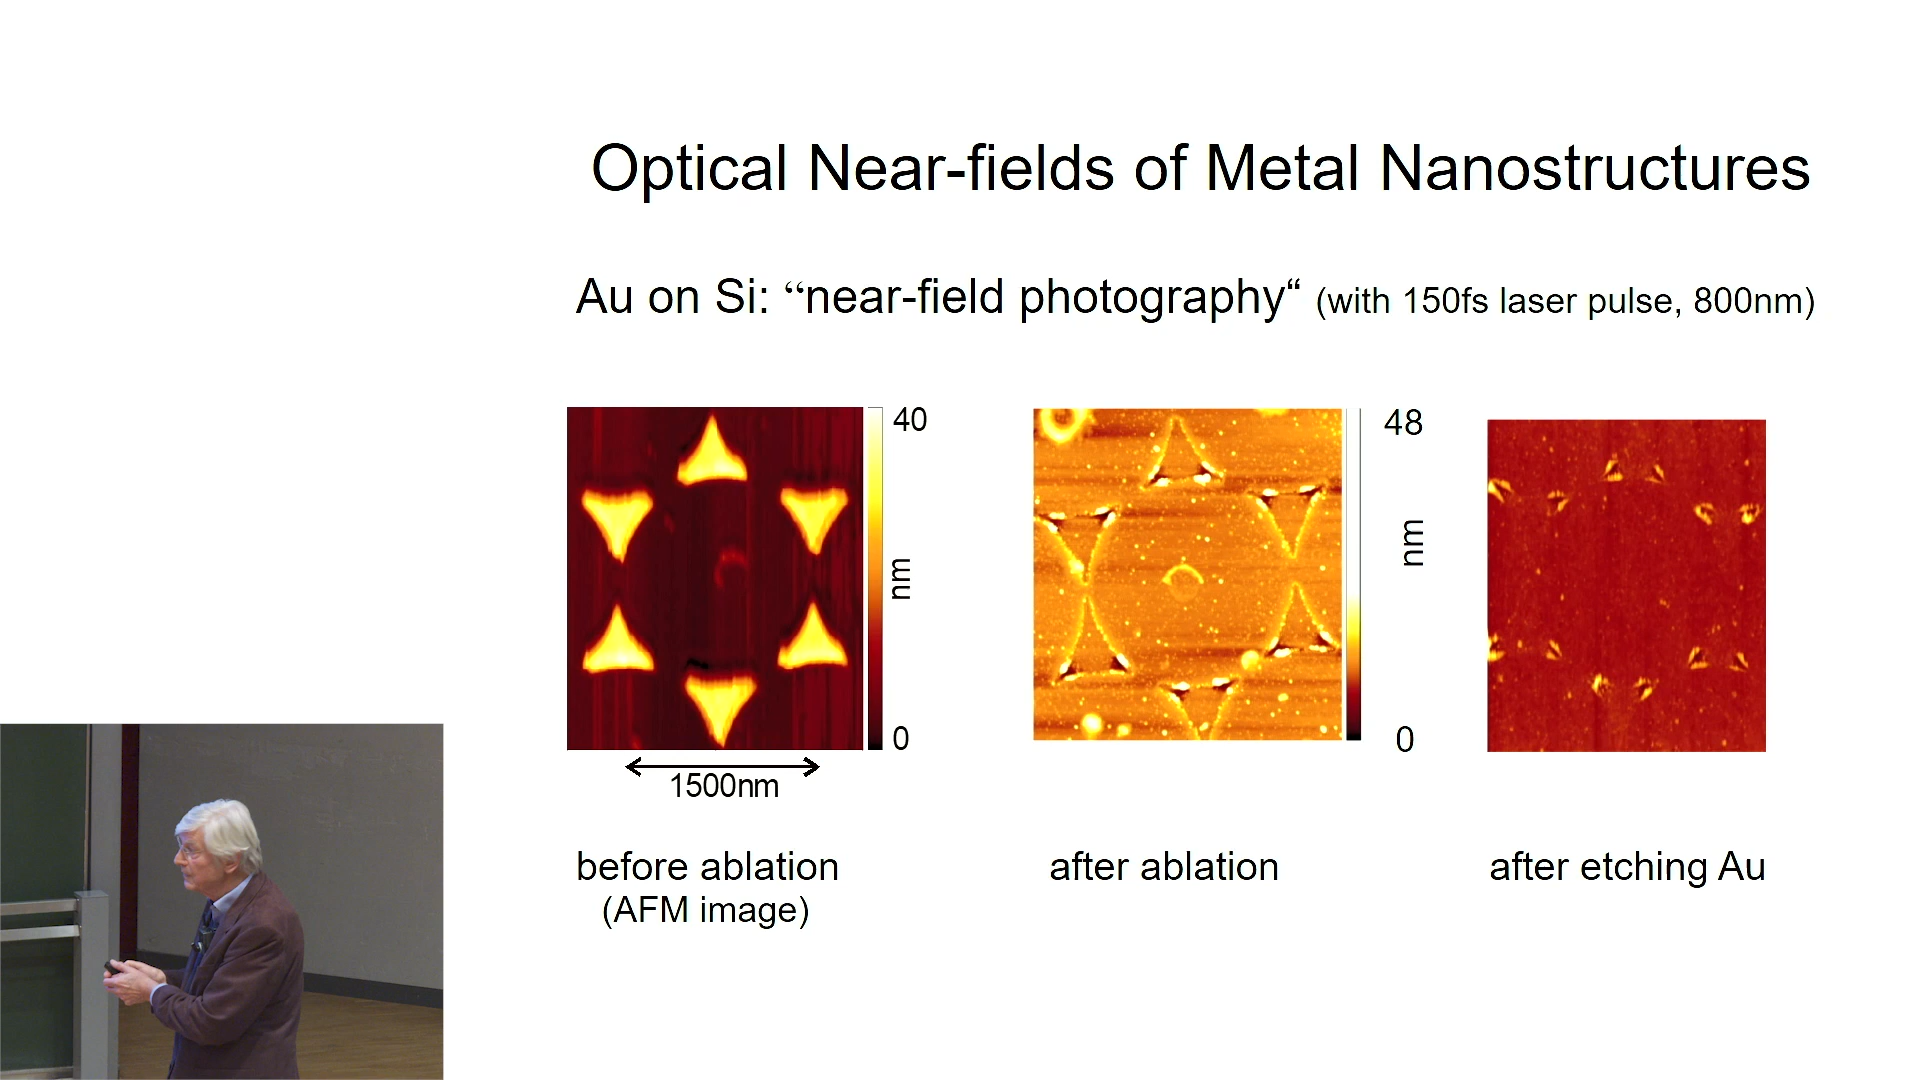 Optical Near-fields of Metal Nanostructures
Au on Si: “near-field photography“ (with 150fs laser pulse, 800nm)
40
nm
0
1500nm
48
nm
0
before ablation
(AFM image)
after ablation
after etching Au